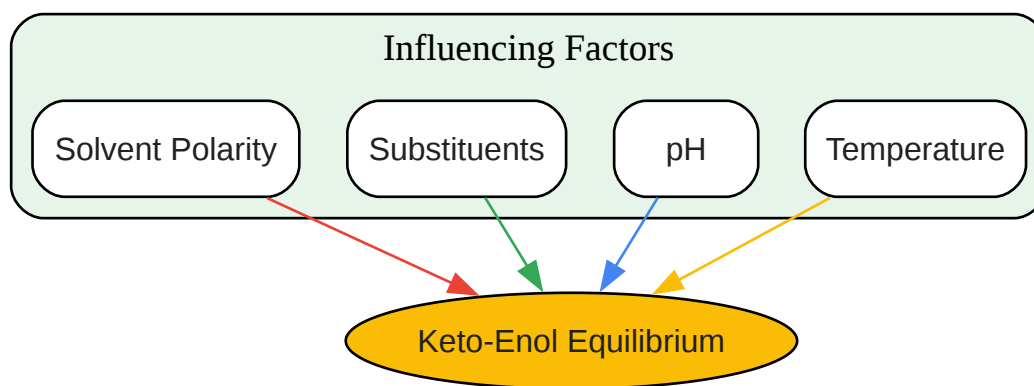 Influencing Factors
Solvent Polarity
Substituents
pH
Temperature
Keto-Enol Equilibrium